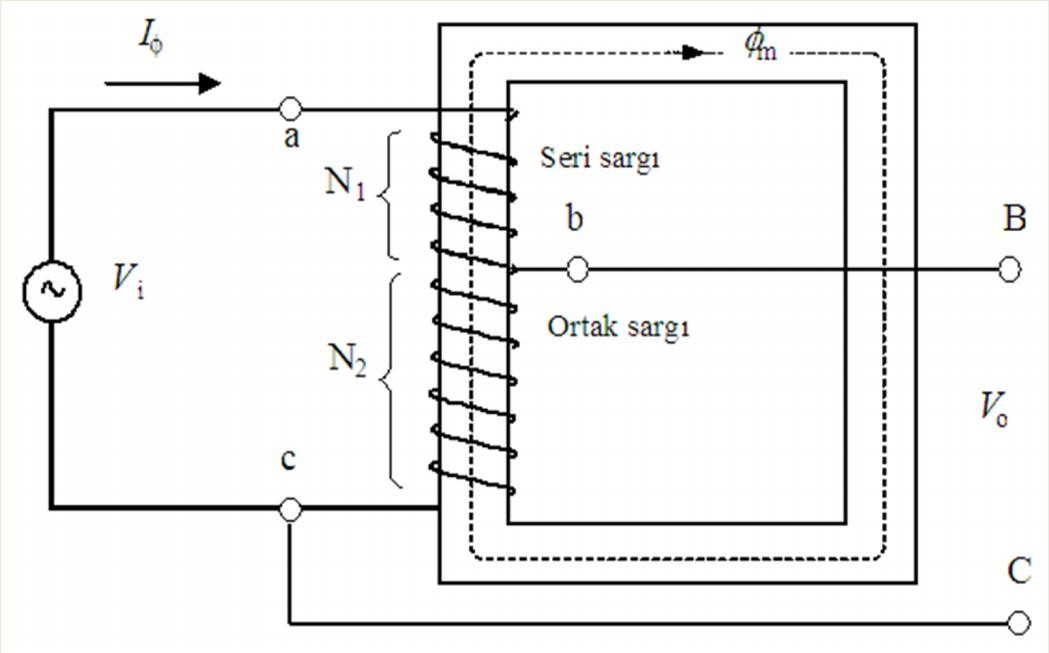 Iϕ
ϕm
a
N1
Seri sargı
b
B
Vi
Ortak sargı
N2
Vo
c
C